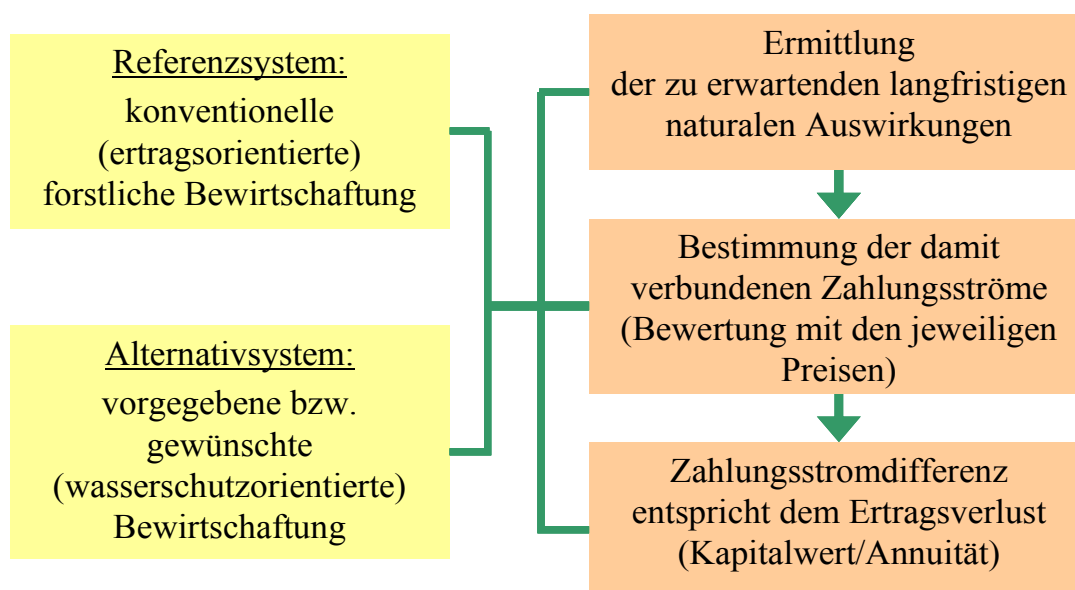 Referenzsystem:
konventionelle
(ertragsorientierte)
forstliche Bewirtschaftung
Alternativsystem:
vorgegebene bzw.
gewünschte
(wasserschutzorientierte)
Bewirtschaftung
Ermittlung
der zu erwartenden langfristigen
naturalen Auswirkungen
Bestimmung der damit
verbundenen Zahlungsströme
(Bewertung mit den jeweiligen
Preisen)
Zahlungsstromdifferenz
entspricht dem Ertragsverlust
(Kapitalwert/Annuität)